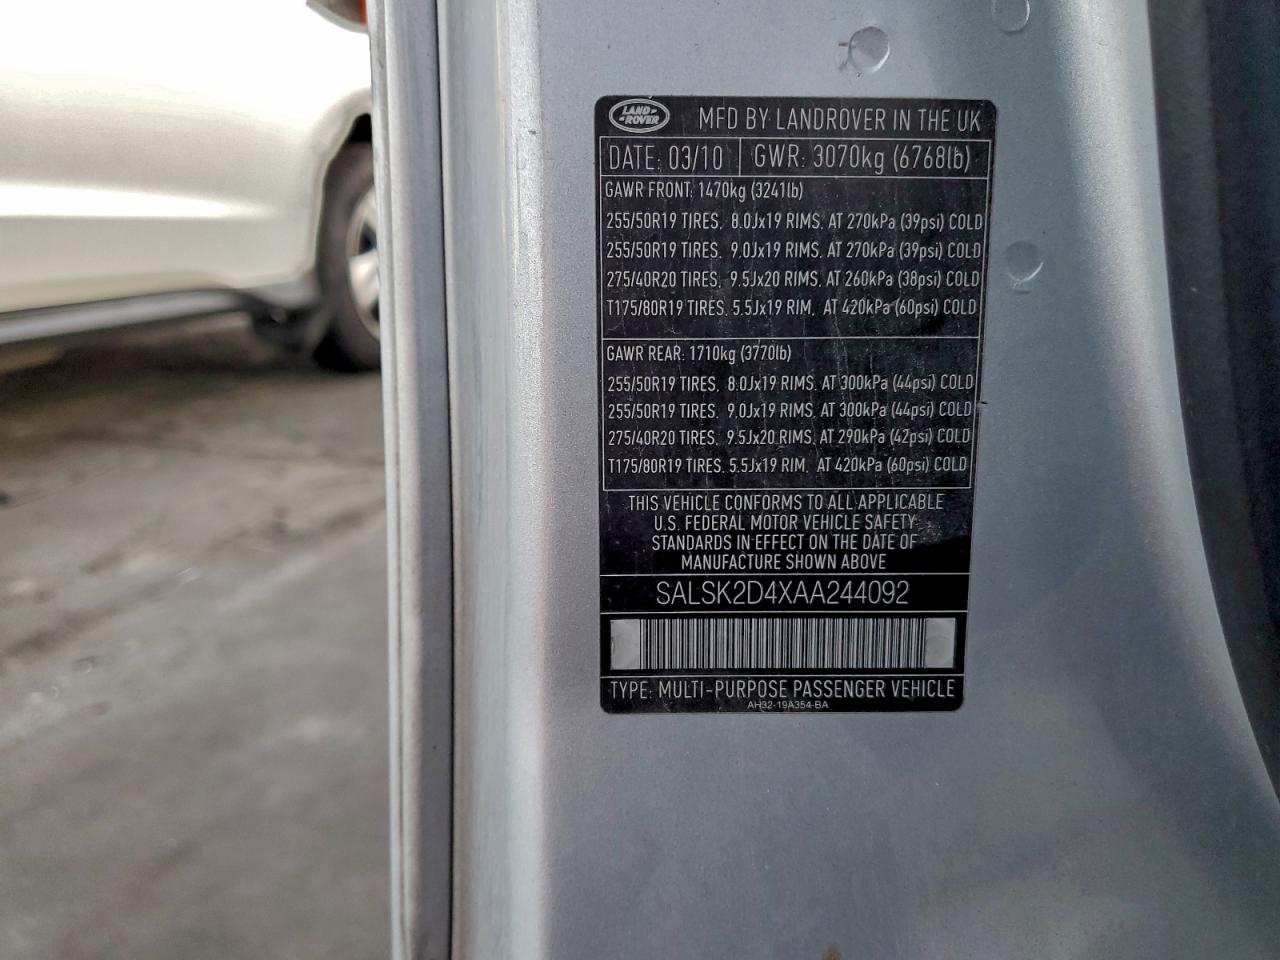 LAND-
-ROVER
MFD BY LANDROVER IN THE UK
DATE: 03/10 GWR: 3070kg (6768lb)
GAWR FRONT: 1470kg (3241lb)
255/50R19 TIRES, 8.0Jx19 RIMS, AT 270kPa (39psi) COLD
255/50R19 TIRES, 9.0Jx19 RIMS, AT 270kPa (39psi) COLD
275/40R20 TIRES, 9.5Jx20 RIMS, AT 260kPa (38psi) COLD
T175/80R19 TIRES, 5.5Jx19 RIM, AT 420kPa (60psi) COLD
GAWR REAR: 1710kg (3770lb)
255/50R19 TIRES, 8.0Jx19 RIMS, AT 300kPa (44psi) COLD
255/50R19 TIRES, 9.0Jx19 RIMS, AT 300kPa (44psi) COLD
275/40R20 TIRES, 9.5Jx20 RIMS, AT 290kPa (42psi) COLD
T175/80R19 TIRES, 5.5Jx19 RIM, AT 420kPa (60psi) COLD
THIS VEHICLE CONFORMS TO ALL APPLICABLE
U.S. FEDERAL MOTOR VEHICLE SAFETY
STANDARDS IN EFFECT ON THE DATE OF
MANUFACTURE SHOWN ABOVE
SALSK2D4XAA244092
TYPE: MULTI-PURPOSE PASSENGER VEHICLE
AH32-19A354-BA